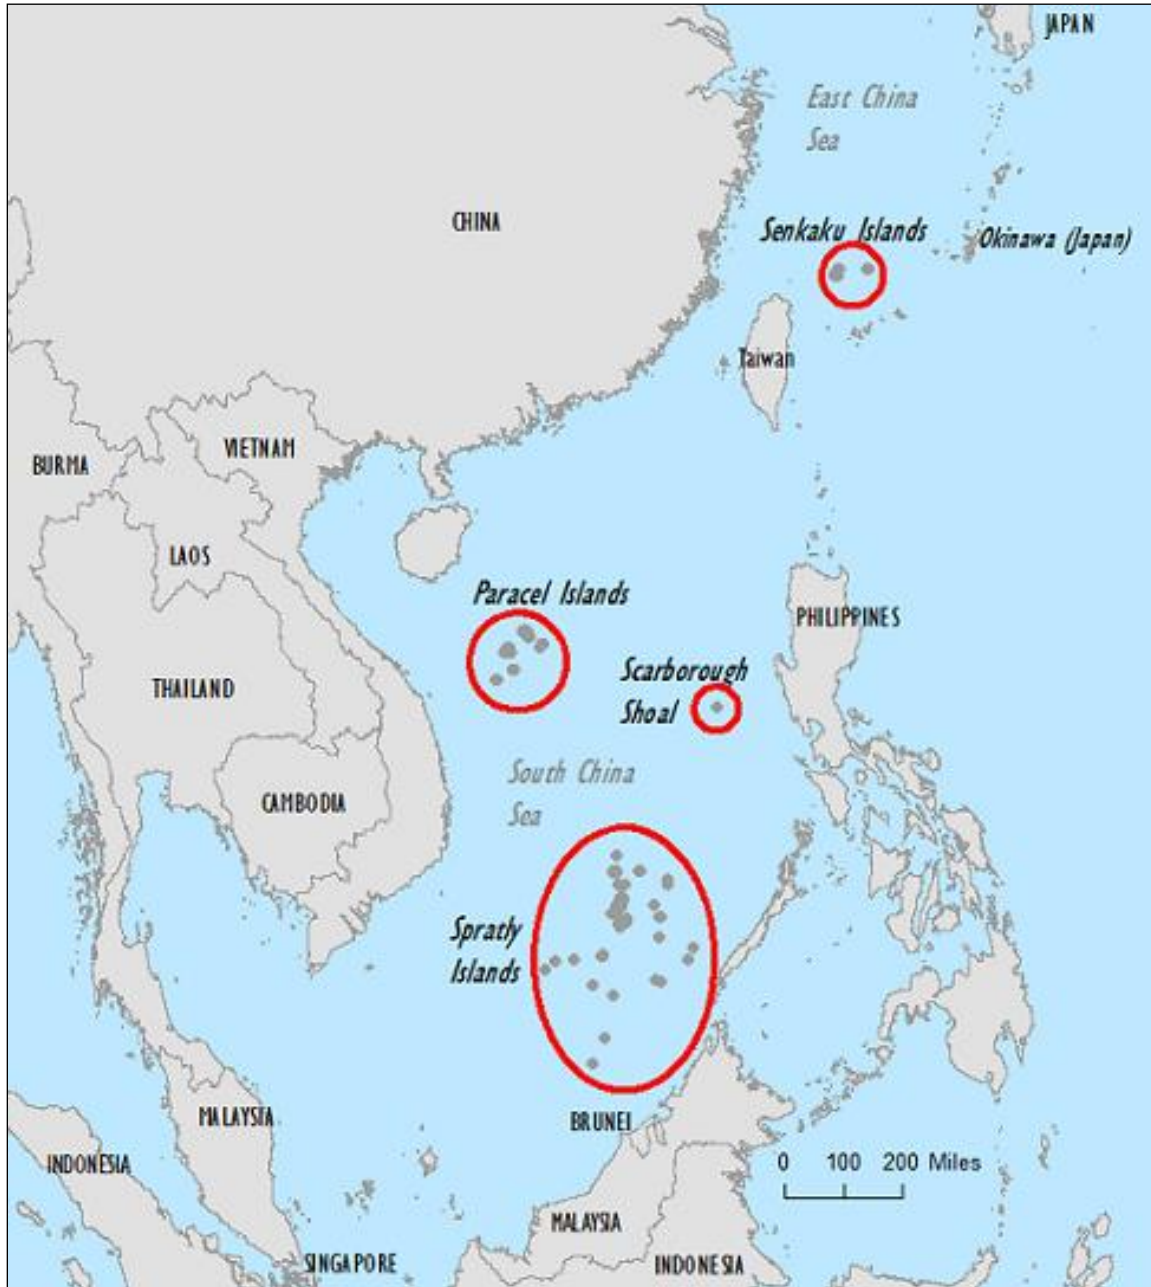 JAPAN
East China
Sea
CHINA
Senkaku Islands
Okinawa (Japan)
Taiwan
VIETNAM
BURMA
LAOS
Paracel Islands
PHILIPPINES
Scarborough
Shoal
THAILAND
South China
Sea
CAMBODIA
Spratly
Islands
MALAYSIA
BRUNEI
INDONESIA
0 100 200 Miles
MALAYSIA
SINGAPORE
INDONESIA